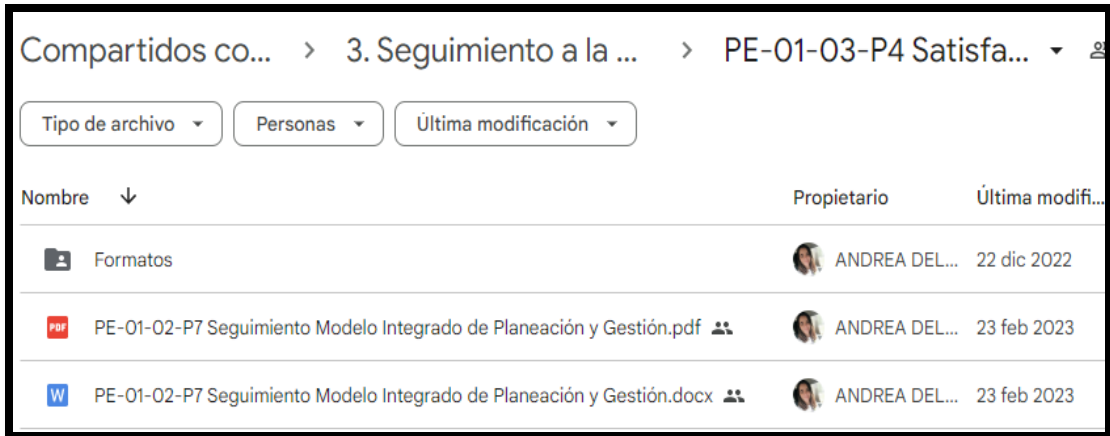 Compartidos co... > 3. Seguimiento a la ... > PE-01-03-P4 Satisfa...
Tipo de archivo Personas Última modificación
Nombre Propietario Última modifi...
Formatos ANDREA DEL... 22 dic 2022
PDF PE-01-02-P7 Seguimiento Modelo Integrado de Planeación y Gestión.pdf ANDREA DEL... 23 feb 2023
W PE-01-02-P7 Seguimiento Modelo Integrado de Planeación y Gestión.docx ANDREA DEL... 23 feb 2023